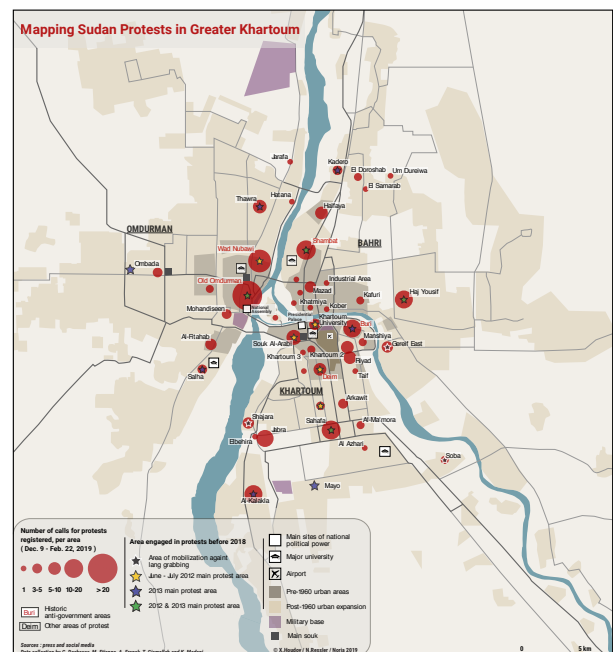 Mapping Sudan Protests in Greater Khartoum
Jarafa
Kadero
El Doroshab
Um Dureiwa
El Samarab
Hatana
Thawra
Halfaya
OMDURMAN
Shambat
BAHRI
Wad Nubawi
Ombada
Industrial Area
Old Omdurman
Mazad
Kafuri
Haj Yousif
Khatmiya
Kober
National
Assembly
Mohandiseen
Presidential
Palace
Khartoum
University
Buri
Al-Fitahab
Souk Al-Arabi
Manshiya
Gereif East
Khartoum 3
Khartoum 2
Riyad
Salha
Deim
Taif
KHARTOUM
Arkawit
Shajara
Sahafa
Al-Ma'mora
Jabra
Elbehira
Al Azhari
Soba
Mayo
Al-Kalakla
Number of calls for protests
registred, per area
( Dec. 9 - Feb. 22, 2019 )
1 3-5 5-10 10-20 > 20
Buri Historic
anti-government areas
Deim Other areas of protest
Area engaged in protests before 2018
Area of mobilization againt
lang grabbing
June - July 2012 main protest area
2013 main protest area
2012 & 2013 main protest area
Main sites of national
political power
Major university
Airport
Pre-1960 urban areas
Post-1960 urban expansion
Military base
Main souk
Sources : press and social media
© X.Houdoy / N.Ressler / Noria 2019
0 5 km